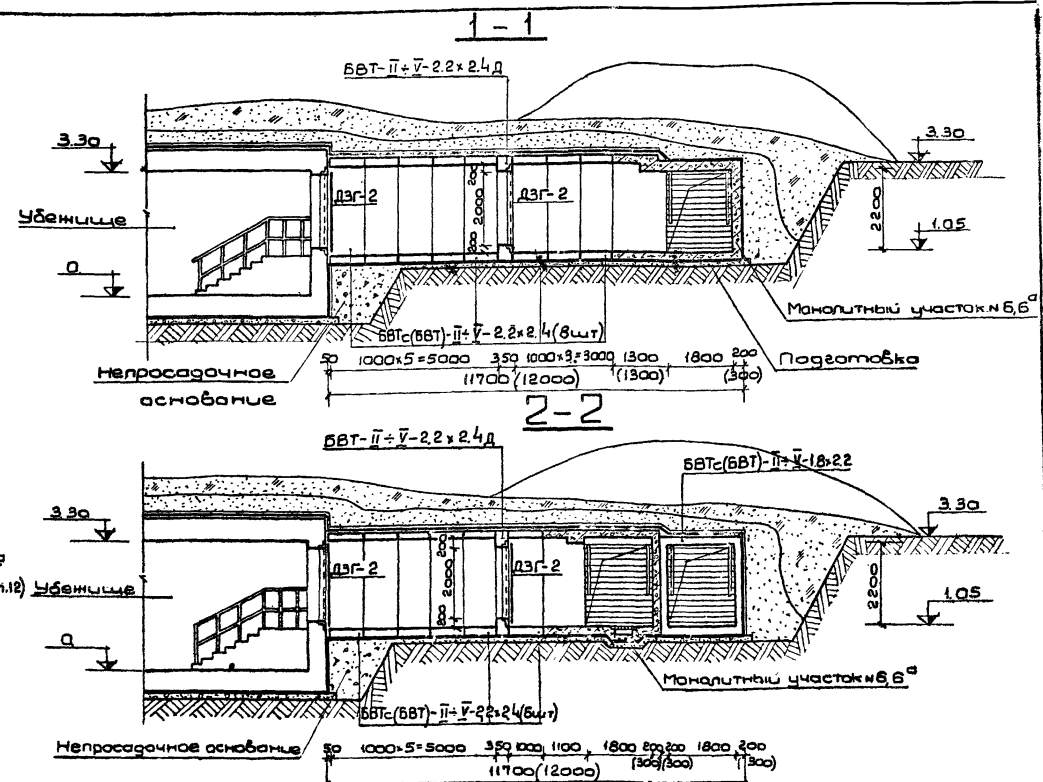 1-1
БВТ-II÷V-2.2×2.4Д
3.30
3.30
ДЗГ-2
200
2000
200
ДЗГ-2
2200
Убежище
1.05
0
Монолитный участок №6,6а
БВТс(БВТ)-II÷V-2.2×2.4(8шт)
50 1000×5=5000 350 1000×3=3000 1300 1800 200
(1300) (300)
11700(12000)
Подготовка
Непросадочное
основание
2-2
БВТ-II÷V-2.2×2.4Д
БВТс(БВТ)-II÷V-1.8×2.2
3.30
3.30
ДЗГ-2
200
2000
200
ДЗГ-2
2200
Убежище
1.05
0
Монолитный участок №6,6а
БВТс(БВТ)-II÷V-2.2×2.4(6шт)
Непросадочное основание
50 1000×5=5000 350 1000 1100 1800 200 200 1800 200
(300)(300) (300)
11700(12000)